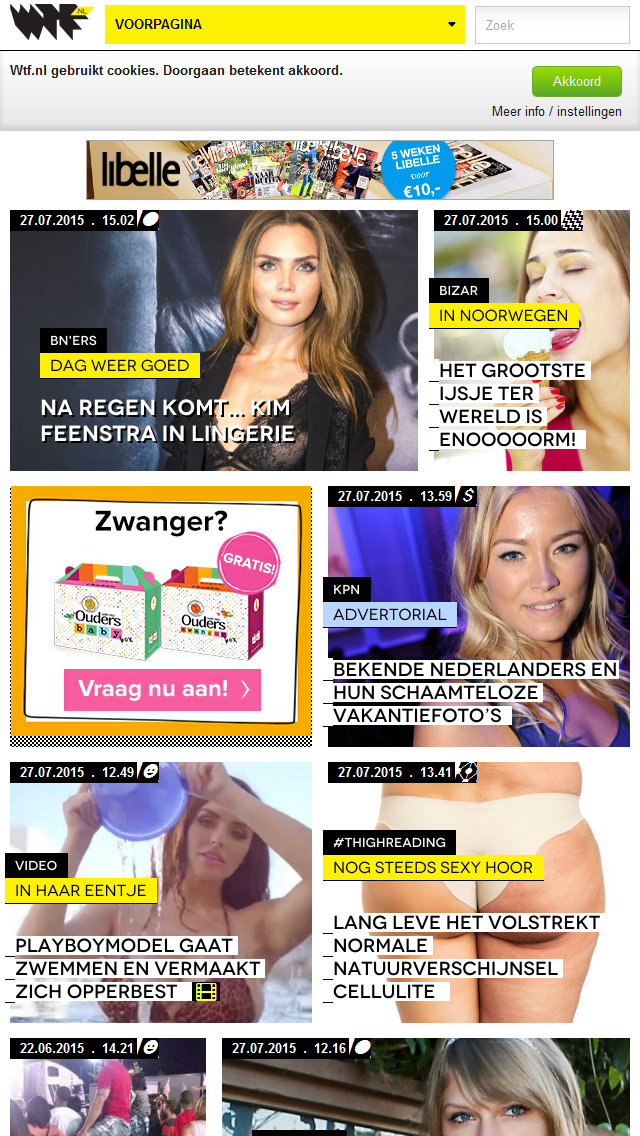 WTF.NL
VOORPAGINA
Zoek
Wtf.nl gebruikt cookies. Doorgaan betekent akkoord.
Akkoord
Meer info / instellingen
libelle
5 WEKEN
LIBELLE
VOOR
€10,-
27.07.2015 . 15.02
BN'ERS
DAG WEER GOED
NA REGEN KOMT... KIM
FEENSTRA IN LINGERIE
27.07.2015 . 15.00
BIZAR
IN NOORWEGEN
HET GROOTSTE
IJSJE TER
WERELD IS
ENOOOOORM!
Zwanger?
GRATIS!
Ouders
baby
box
Ouders
zwanger
box
Vraag nu aan!
27.07.2015 . 13.59
KPN
ADVERTORIAL
BEKENDE NEDERLANDERS EN
HUN SCHAAMTELOZE
VAKANTIEFOTO'S
27.07.2015 . 12.49
VIDEO
IN HAAR EENTJE
PLAYBOYMODEL GAAT
ZWEMMEN EN VERMAAKT
ZICH OPPERBEST
27.07.2015 . 13.41
#THIGHREADING
NOG STEEDS SEXY HOOR
LANG LEVE HET VOLSTREKT
NORMALE
NATUURVERSCHIJNSEL
CELLULITE
22.06.2015 . 14.21
27.07.2015 . 12.16